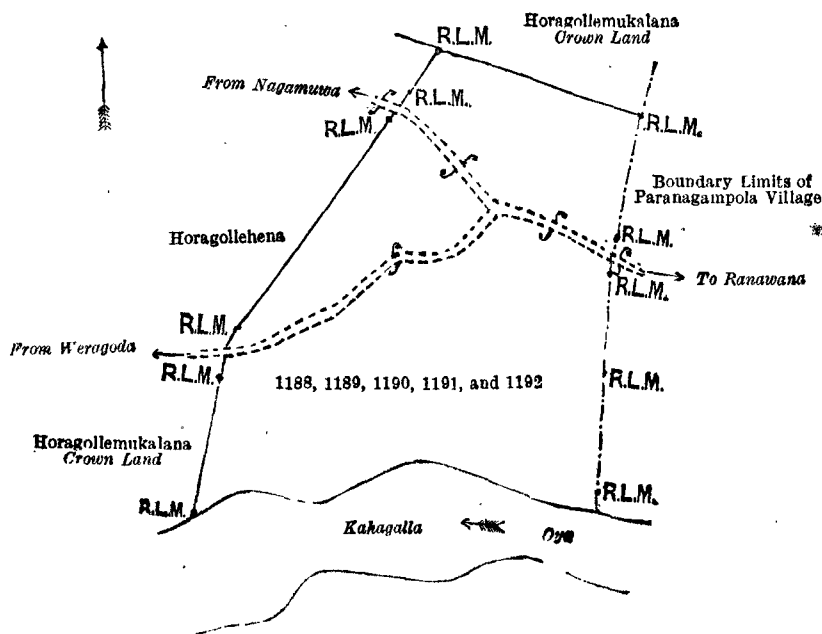 Horagollemukalana
Crown Land
R.L.M.
From Nagamuwa
R.L.M.
R.L.M.
R.L.M.
Boundary Limits of
Paranagampola Village
Horagollehena
R.L.M.
R.L.M.
To Ranawana
R.L.M.
From Weragoda
R.L.M.
R.L.M.
1188, 1189, 1190, 1191, and 1192
Horagollemukalana
Crown Land
R.L.M.
R.L.M.
Kahagalla
Oya